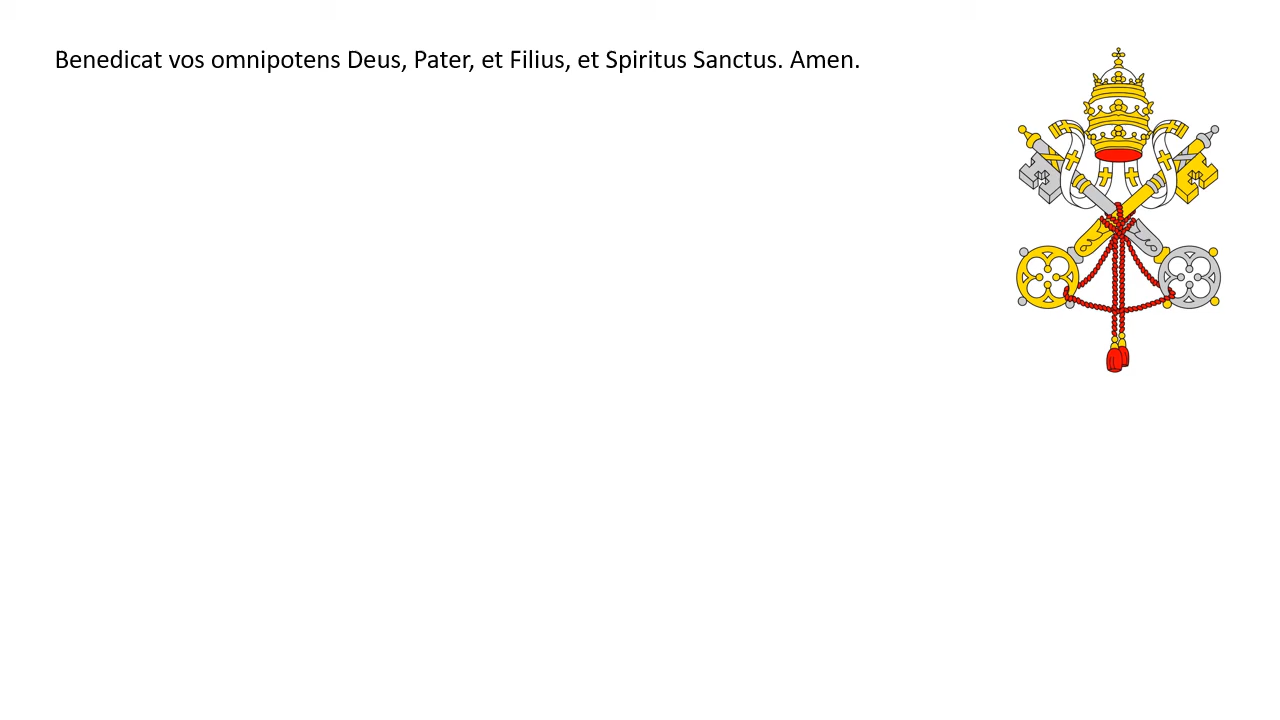 Benedicat vos omnipotens Deus, Pater, et Filius, et Spiritus Sanctus. Amen.